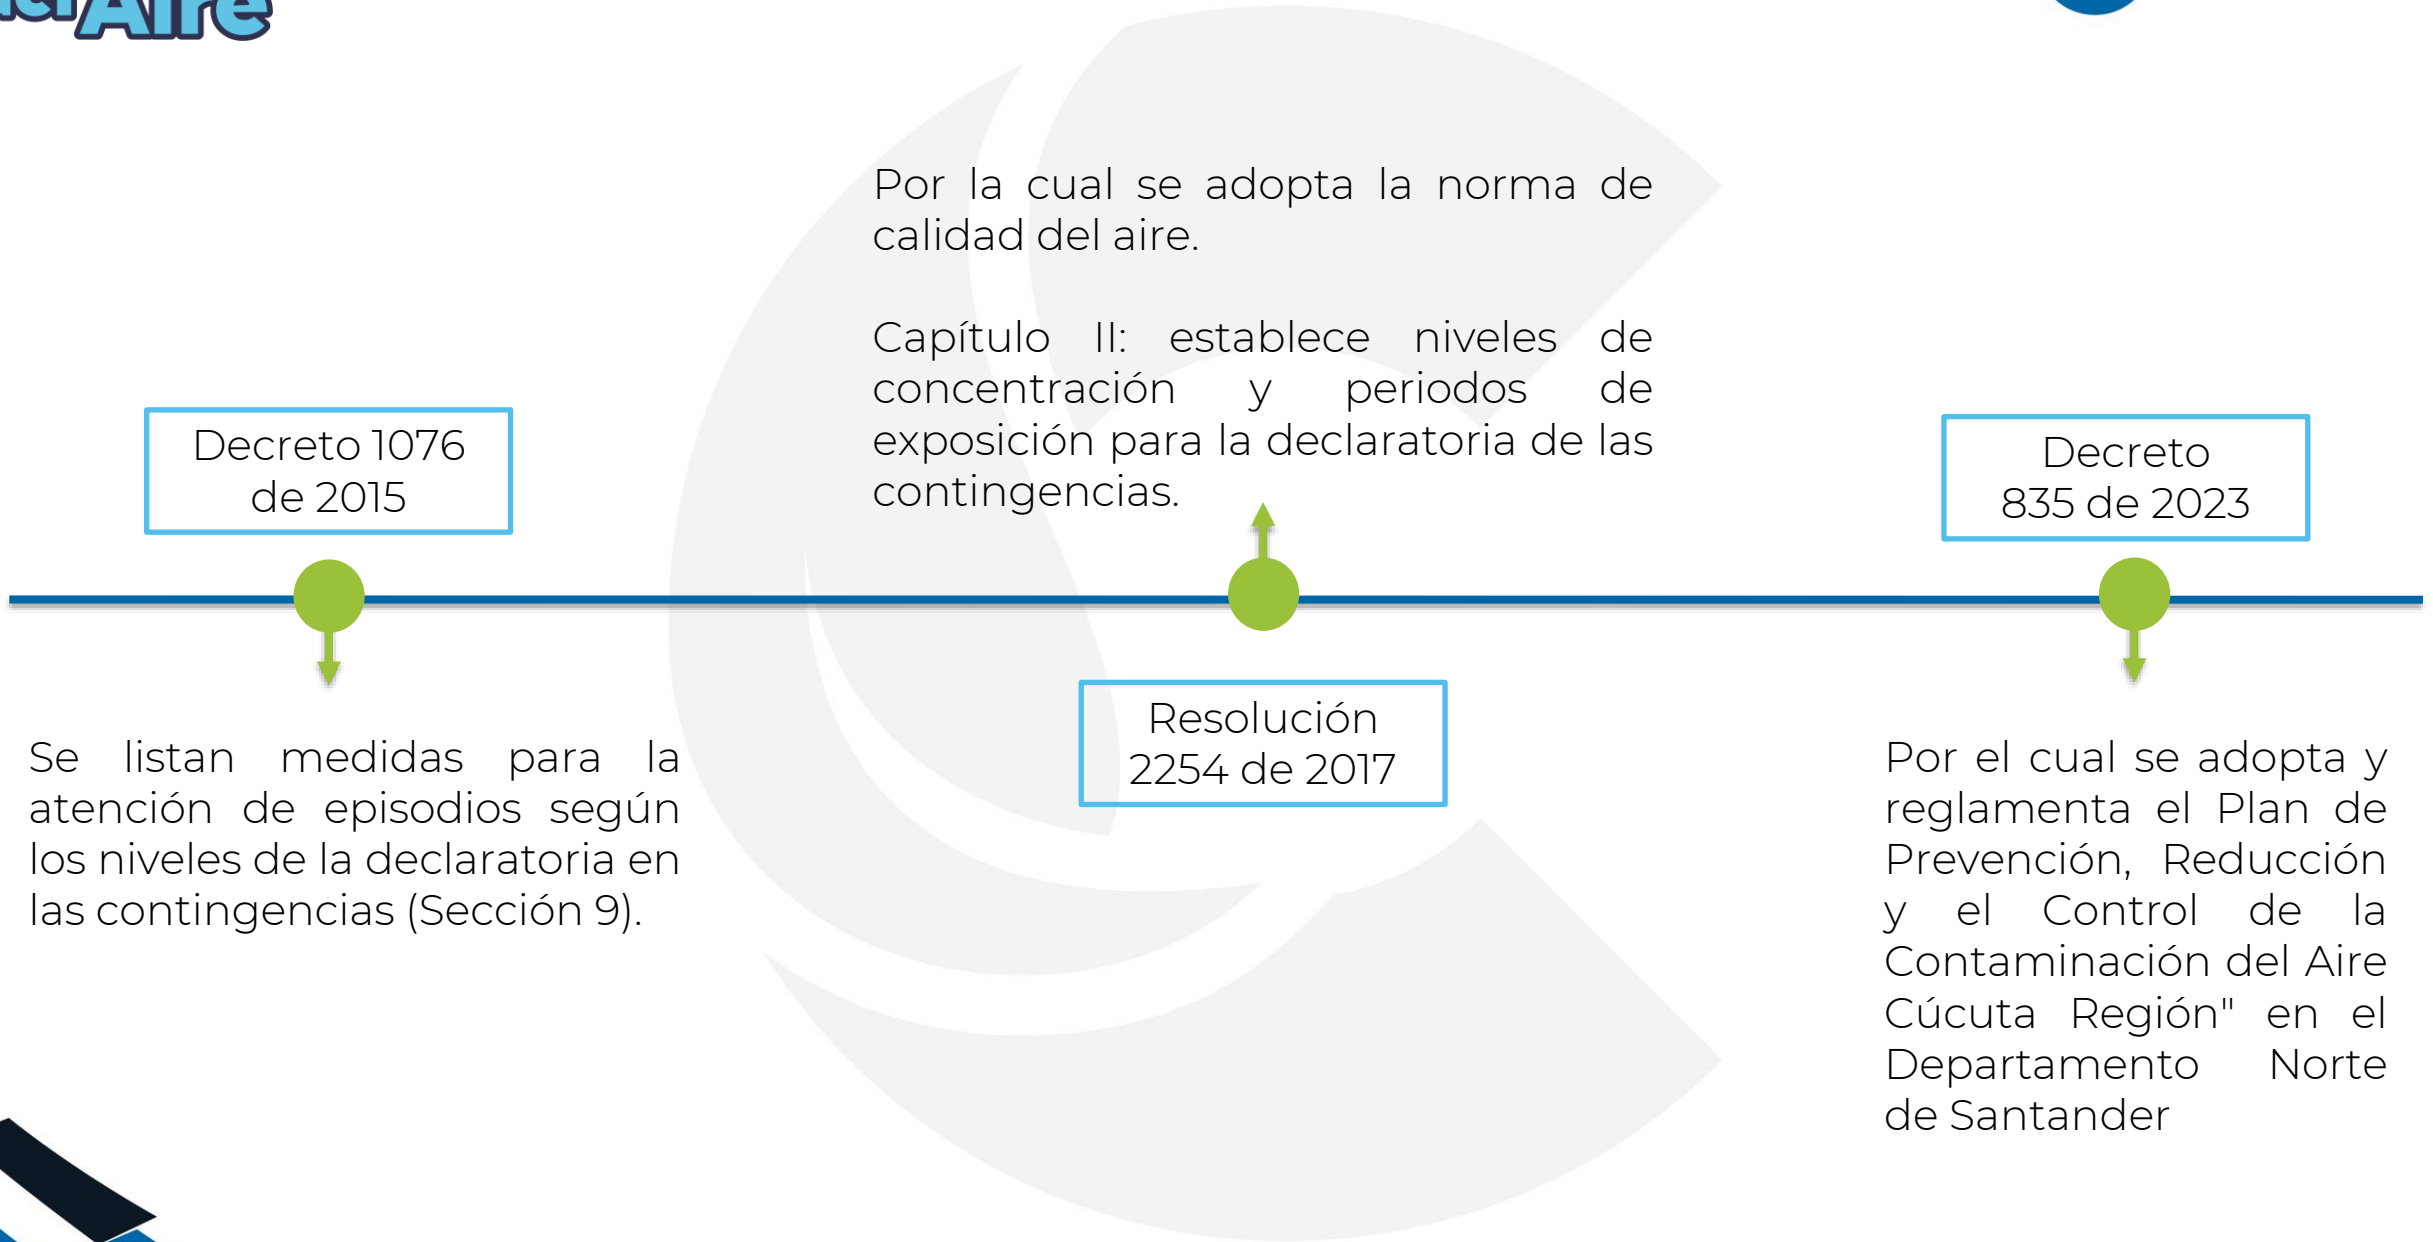 Aire
Por la cual se adopta la norma de
calidad del aire.
Capítulo II: establece niveles de
concentración y periodos de
exposición para la declaratoria de las
contingencias.
Decreto 1076
de 2015
Decreto
835 de 2023
Resolución
2254 de 2017
Se listan medidas para la
atención de episodios según
los niveles de la declaratoria en
las contingencias (Sección 9).
Por el cual se adopta y
reglamenta el Plan de
Prevención, Reducción
y el Control de la
Contaminación del Aire
Cúcuta Región" en el
Departamento Norte
de Santander